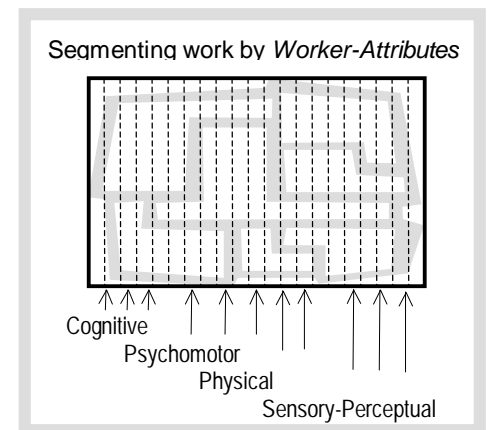 Segmenting work by Worker-Attributes
Cognitive
Psychomotor
Physical
Sensory-Perceptual